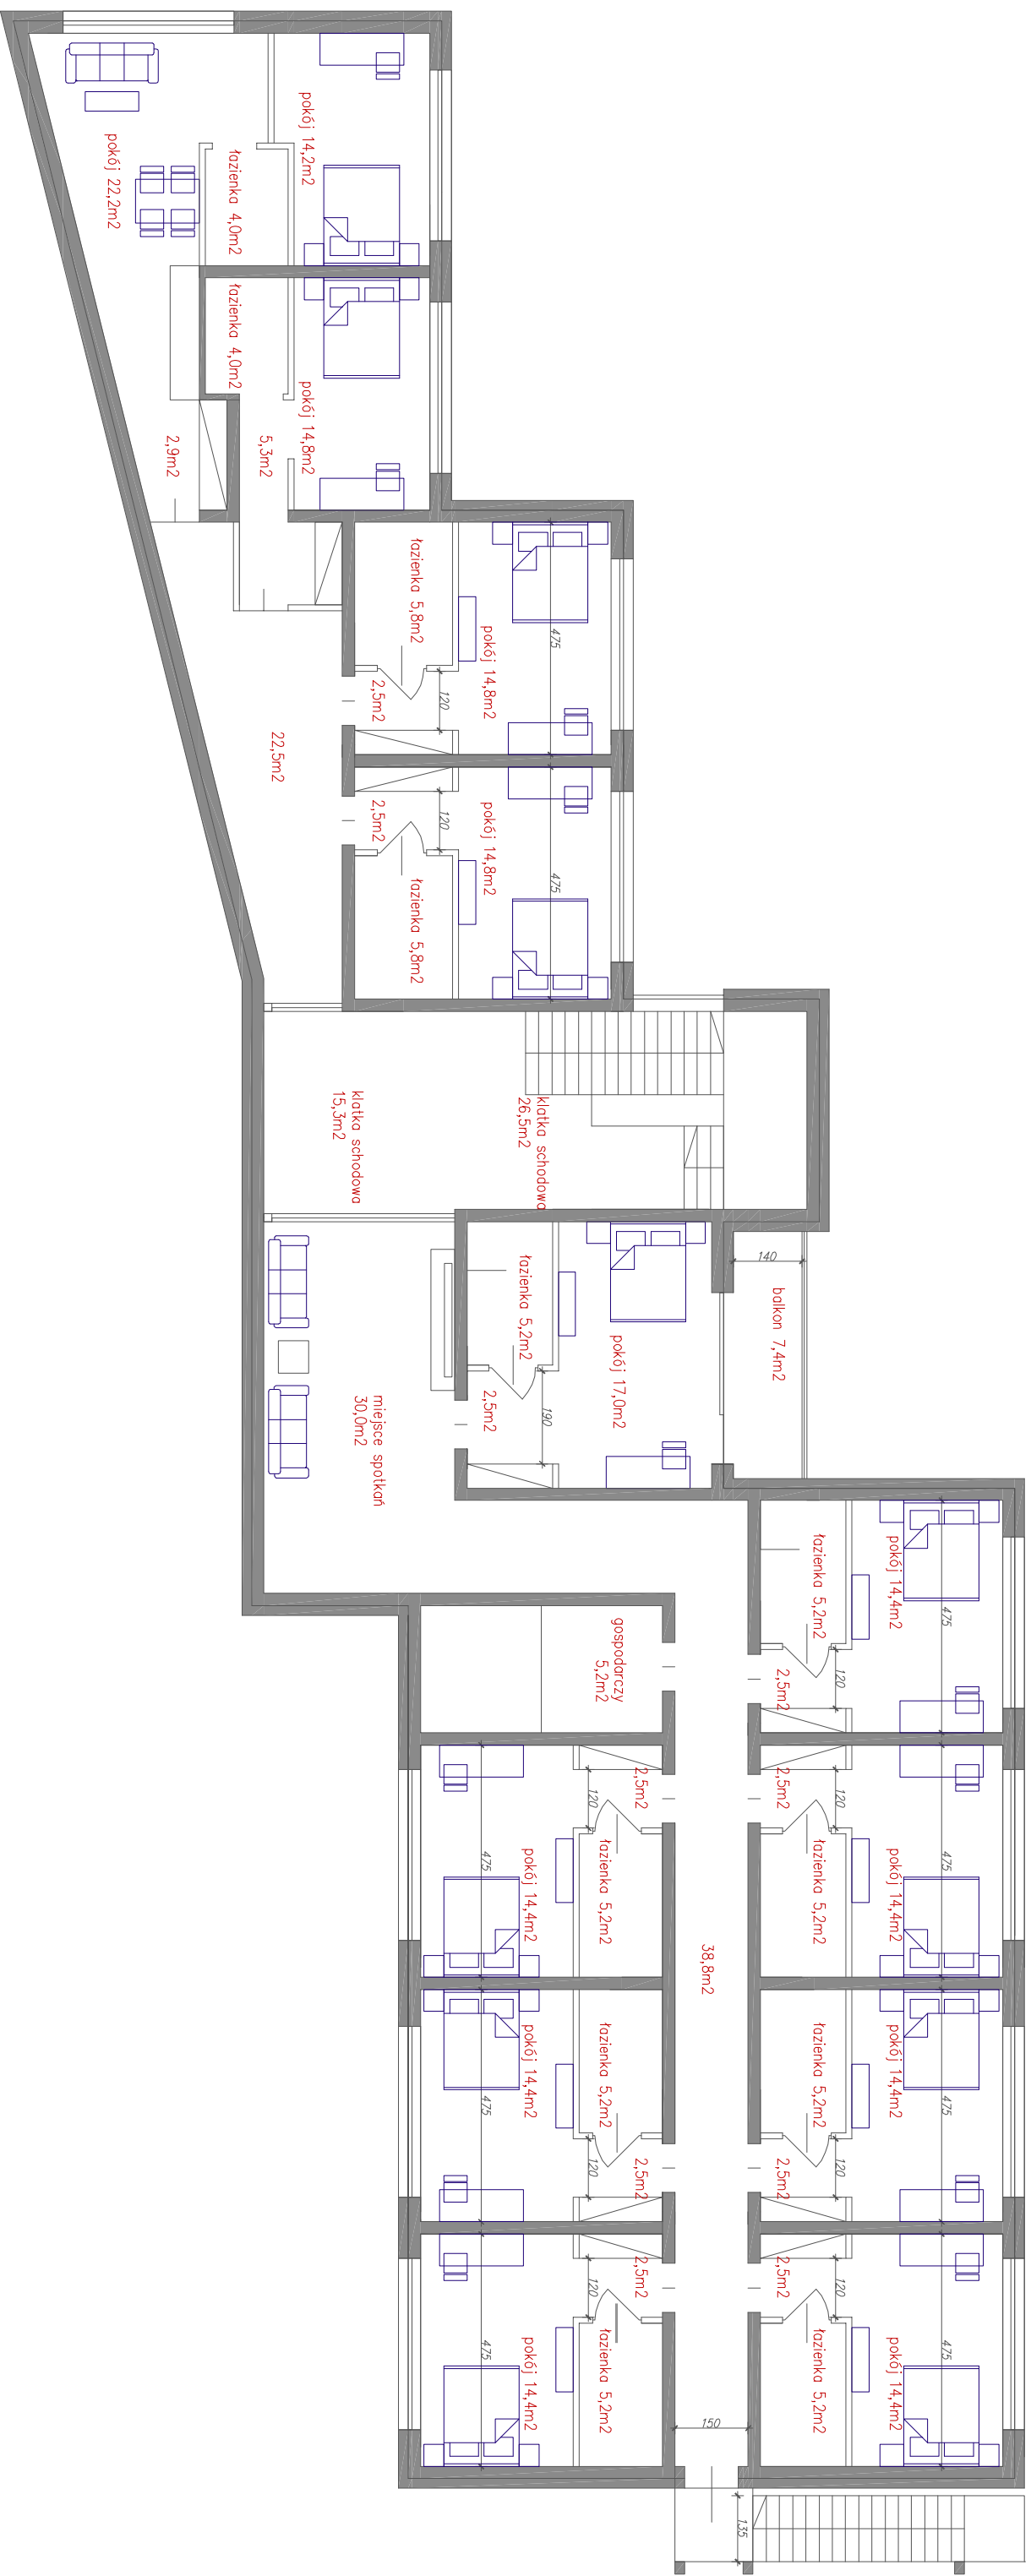 pokój 14,2m2
łazienka 4,0m2
pokój 22,2m2
łazienka 4,0m2
pokój 14,8m2
5,3m2
2,9m2
łazienka 5,8m2
475
pokój 14,8m2
120
2,5m2
22,5m2
2,5m2
120
pokój 14,8m2
475
łazienka 5,8m2
klatka schodowa
26,5m2
klatka schodowa
15,3m2
140
balkon 7,4m2
łazienka 5,2m2
pokój 17,0m2
190
2,5m2
miejsce spotkań
30,0m2
pokój 14,4m2
łazienka 5,2m2
475
120
2,5m2
gospodarczy
5,2m2
2,5m2
120
475
pokój 14,4m2
łazienka 5,2m2
2,5m2
120
475
łazienka 5,2m2
pokój 14,4m2
38,8m2
pokój 14,4m2
łazienka 5,2m2
475
120
2,5m2
łazienka 5,2m2
pokój 14,4m2
475
120
2,5m2
2,5m2
120
475
pokój 14,4m2
łazienka 5,2m2
2,5m2
120
475
łazienka 5,2m2
pokój 14,4m2
150
135